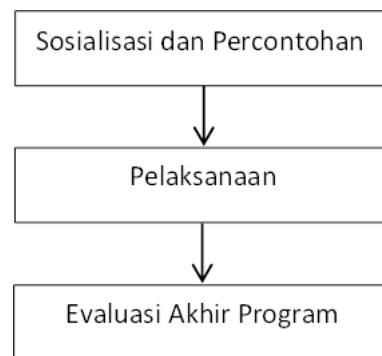 Sosialisasi dan Percontohan
Pelaksanaan
Evaluasi Akhir Program